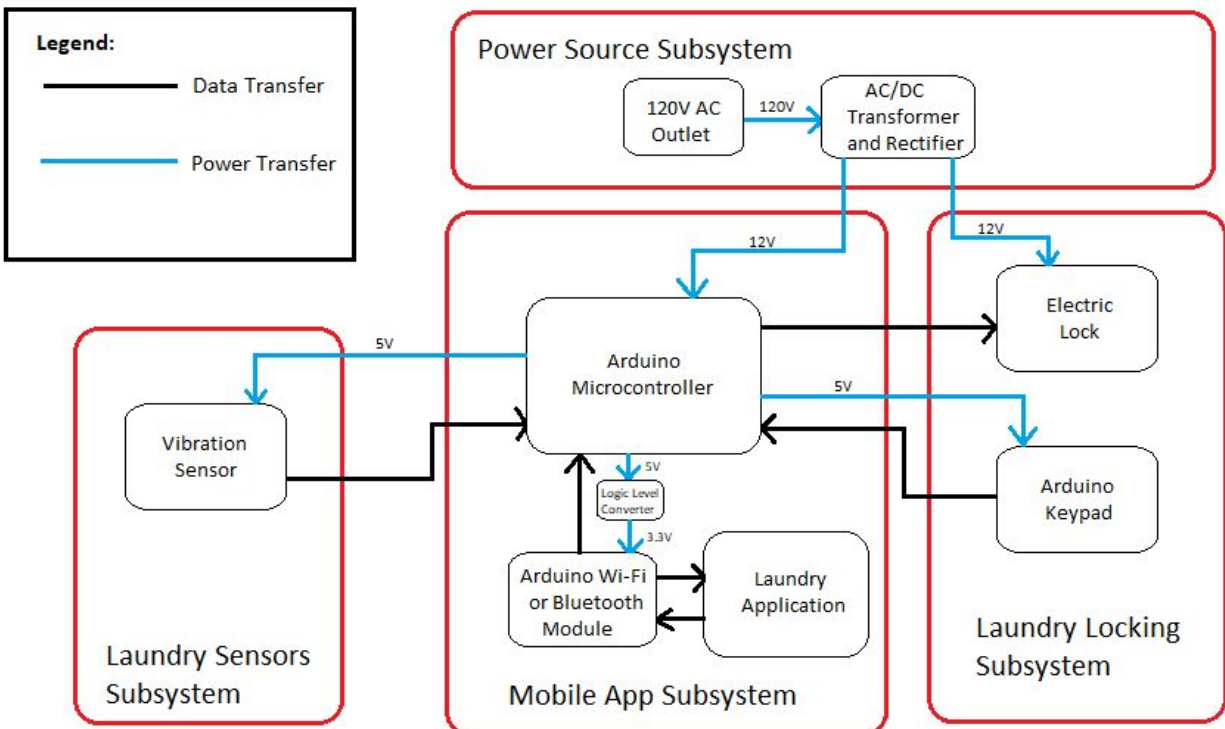 Legend:
Data Transfer
Power Transfer
Power Source Subsystem
120V AC
Outlet
120V
AC/DC
Transformer
and Rectifier
12V
12V
Electric
Lock
Arduino
Microcontroller
5V
5V
Vibration
Sensor
Arduino
Keypad
5V
Logic Level
Converter
3.3V
Arduino Wi-Fi
or Bluetooth
Module
Laundry
Application
Laundry Sensors
Subsystem
Mobile App Subsystem
Laundry Locking
Subsystem